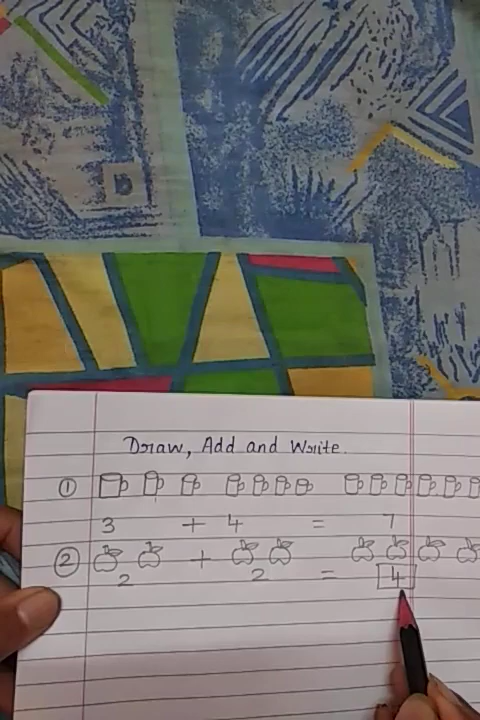 Draw, Add and Write.
①
3 + 4 = 7
② +
2 2 = 4